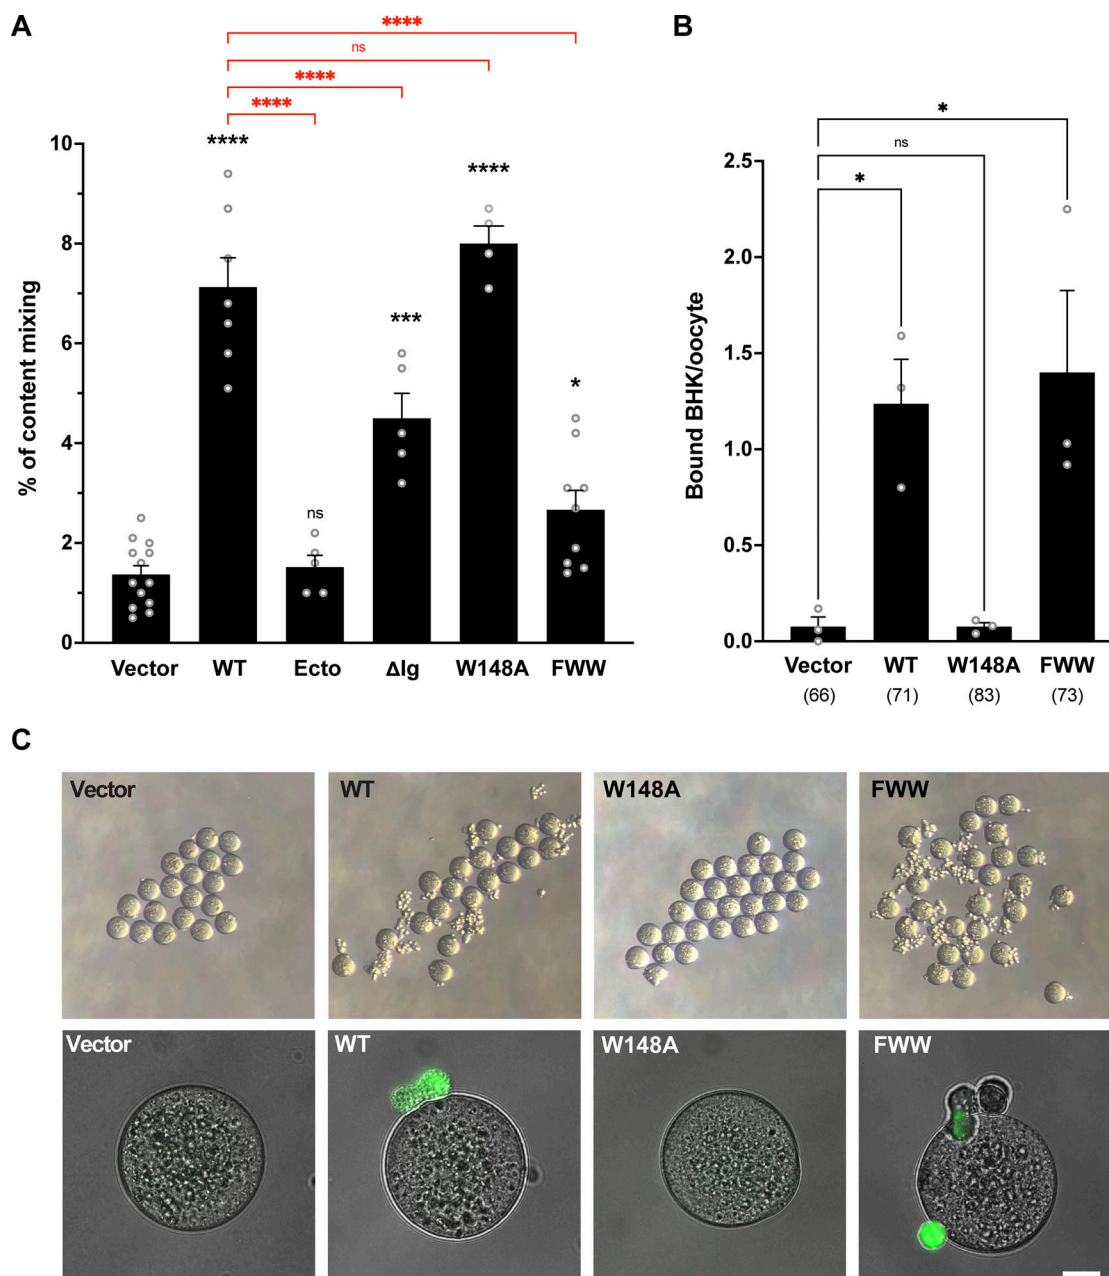 A
****
ns
****
****
****
ns
***
****
*
% of content mixing
10
8
6
4
2
0
Vector WT Ecto ΔIg W148A FWW
B
*
ns
*
Bound BHK/oocyte
2.5
2.0
1.5
1.0
0.5
0.0
Vector WT W148A FWW
(66) (71) (83) (73)
C
Vector WT W148A FWW
Vector WT W148A FWW